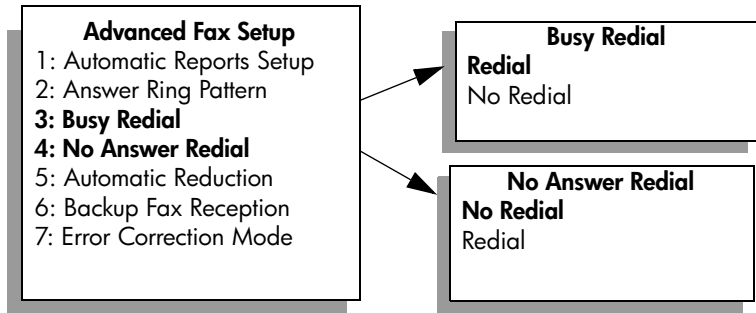 Advanced Fax Setup
1: Automatic Reports Setup
2: Answer Ring Pattern
3: Busy Redial
4: No Answer Redial
5: Automatic Reduction
6: Backup Fax Reception
7: Error Correction Mode
Busy Redial
Redial
No Redial
No Answer Redial
No Redial
Redial